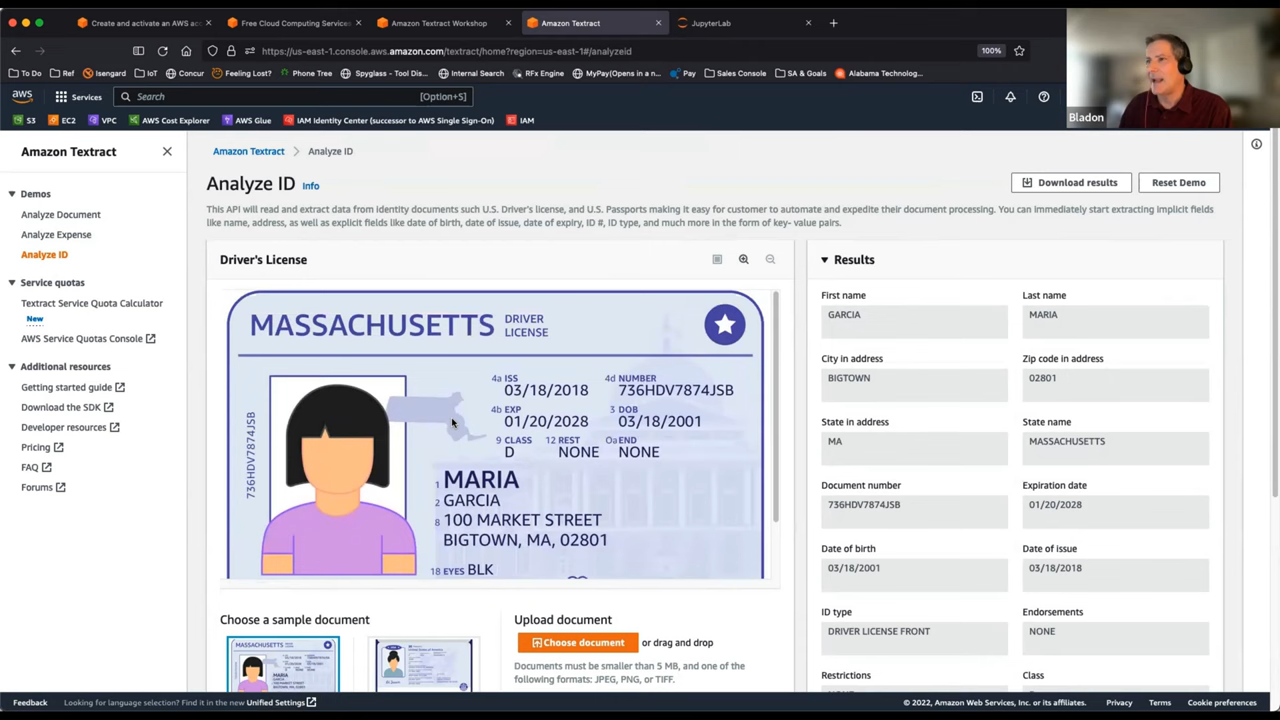 Create and activate an AWS acc
Free Cloud Computing Services
Amazon Textract Workshop
Amazon Textract
JupyterLab
https://us-east-1.console.aws.amazon.com/textract/home?region=us-east-1#/analyzeid
100%
To Do
Ref
Isengard
IoT
Concur
Feeling Lost?
Phone Tree
Spyglass - Tool Dis...
Internal Search
RFx Engine
MyPay(Opens in a n...
Pay
Sales Console
SA & Goals
Alabama Technolog...
aws
Services
Search
[Option+S]
Bladon
S3
EC2
VPC
AWS Cost Explorer
AWS Glue
IAM Identity Center (successor to AWS Single Sign-On)
IAM
Amazon Textract
Demos
Analyze Document
Analyze Expense
Analyze ID
Service quotas
Textract Service Quota Calculator
New
AWS Service Quotas Console
Additional resources
Getting started guide
Download the SDK
Developer resources
Pricing
FAQ
Forums
Amazon Textract > Analyze ID
Analyze ID Info
Download results
Reset Demo
This API will read and extract data from identity documents such U.S. Driver's license, and U.S. Passports making it easy for customer to automate and expedite their document processing. You can immediately start extracting implicit fields
like name, address, as well as explicit fields like date of birth, date of issue, date of expiry, ID #, ID type, and much more in the form of key- value pairs.
Driver's License
MASSACHUSETTS
DRIVER
LICENSE
736HDV7874JSB
4a ISS
03/18/2018
4d NUMBER
736HDV7874JSB
4b EXP
01/20/2028
3 DOB
03/18/2001
9 CLASS
D
12 REST
NONE
0a END
NONE
1 MARIA
2 GARCIA
8 100 MARKET STREET
BIGTOWN, MA, 02801
18 EYES BLK
Choose a sample document
MASSACHUSETTS
Upload document
Choose document
or drag and drop
Documents must be smaller than 5 MB, and one of the
following formats: JPEG, PNG, or TIFF.
Results
First name
GARCIA
Last name
MARIA
City in address
BIGTOWN
Zip code in address
02801
State in address
MA
State name
MASSACHUSETTS
Document number
736HDV7874JSB
Expiration date
01/20/2028
Date of birth
03/18/2001
Date of issue
03/18/2018
ID type
DRIVER LICENSE FRONT
Endorsements
NONE
Restrictions
Class
Feedback
Looking for language selection? Find it in the new Unified Settings
© 2022, Amazon Web Services, Inc. or its affiliates.
Privacy
Terms
Cookie preferences